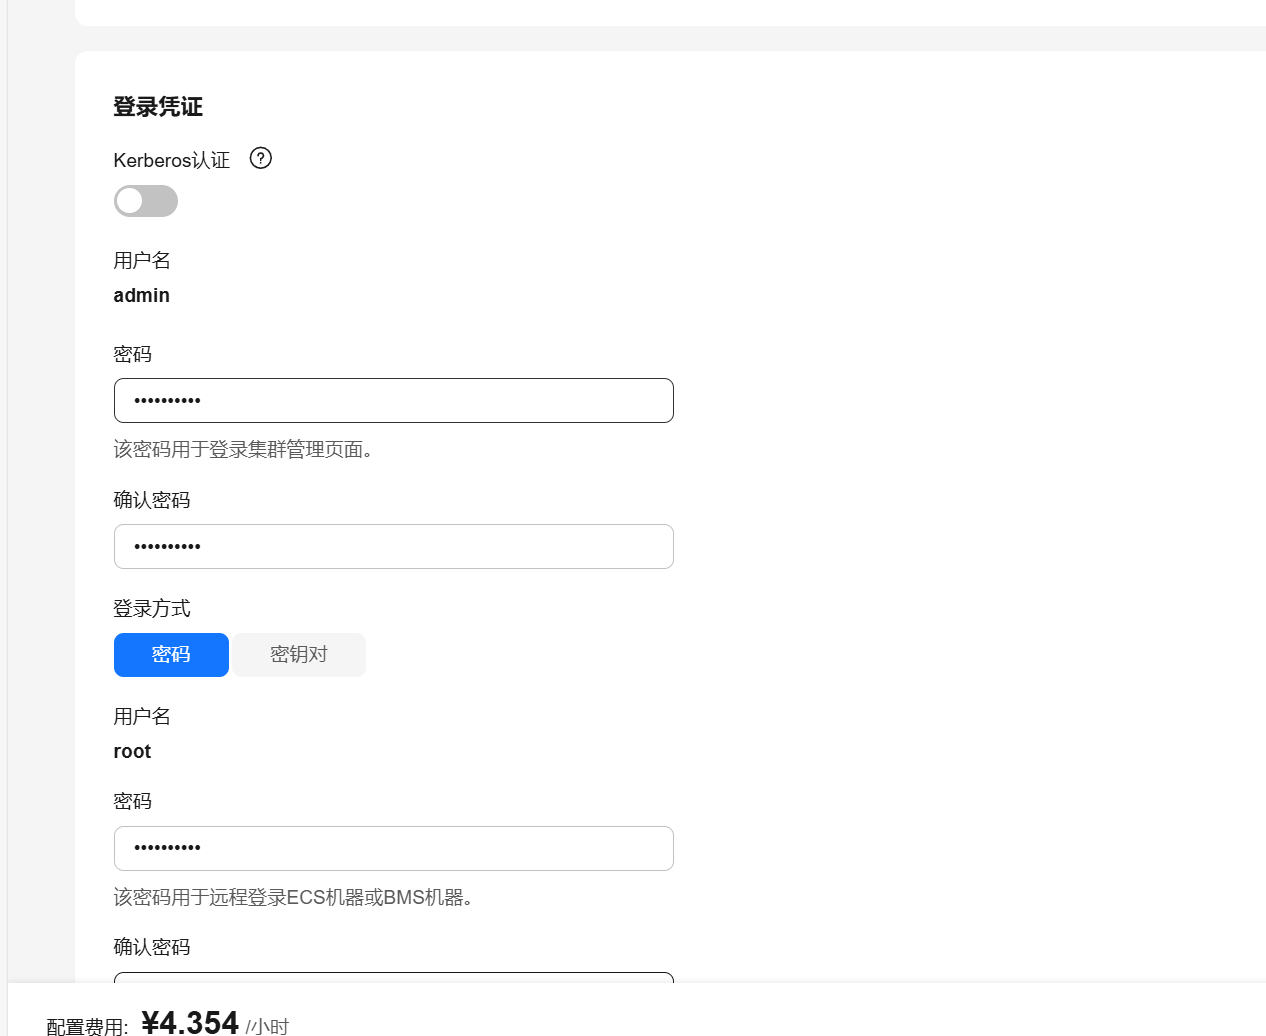 登录凭证
Kerberos认证 ?
用户名
admin
密码
••••••••••
该密码用于登录集群管理页面。
确认密码
••••••••••
登录方式
密码 密钥对
用户名
root
密码
••••••••••
该密码用于远程登录ECS机器或BMS机器。
确认密码
配置费用: ¥4.354 /小时